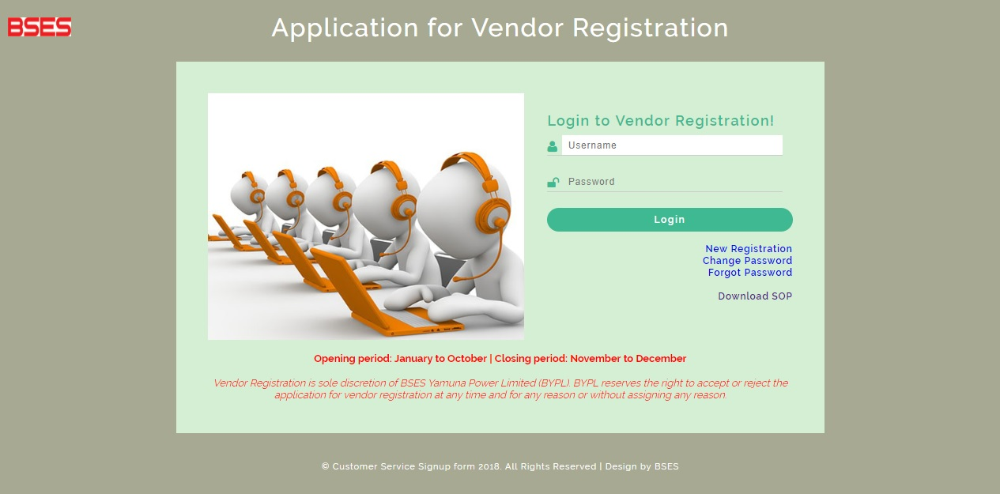 BSES
Application for Vendor Registration
Login to Vendor Registration!
Username
Password
Login
New Registration
Change Password
Forgot Password
Download SOP
Opening period: January to October | Closing period: November to December
Vendor Registration is sole discretion of BSES Yamuna Power Limited (BYPL). BYPL reserves the right to accept or reject the
application for vendor registration at any time and for any reason or without assigning any reason.
© Customer Service Signup form 2018. All Rights Reserved | Design by BSES